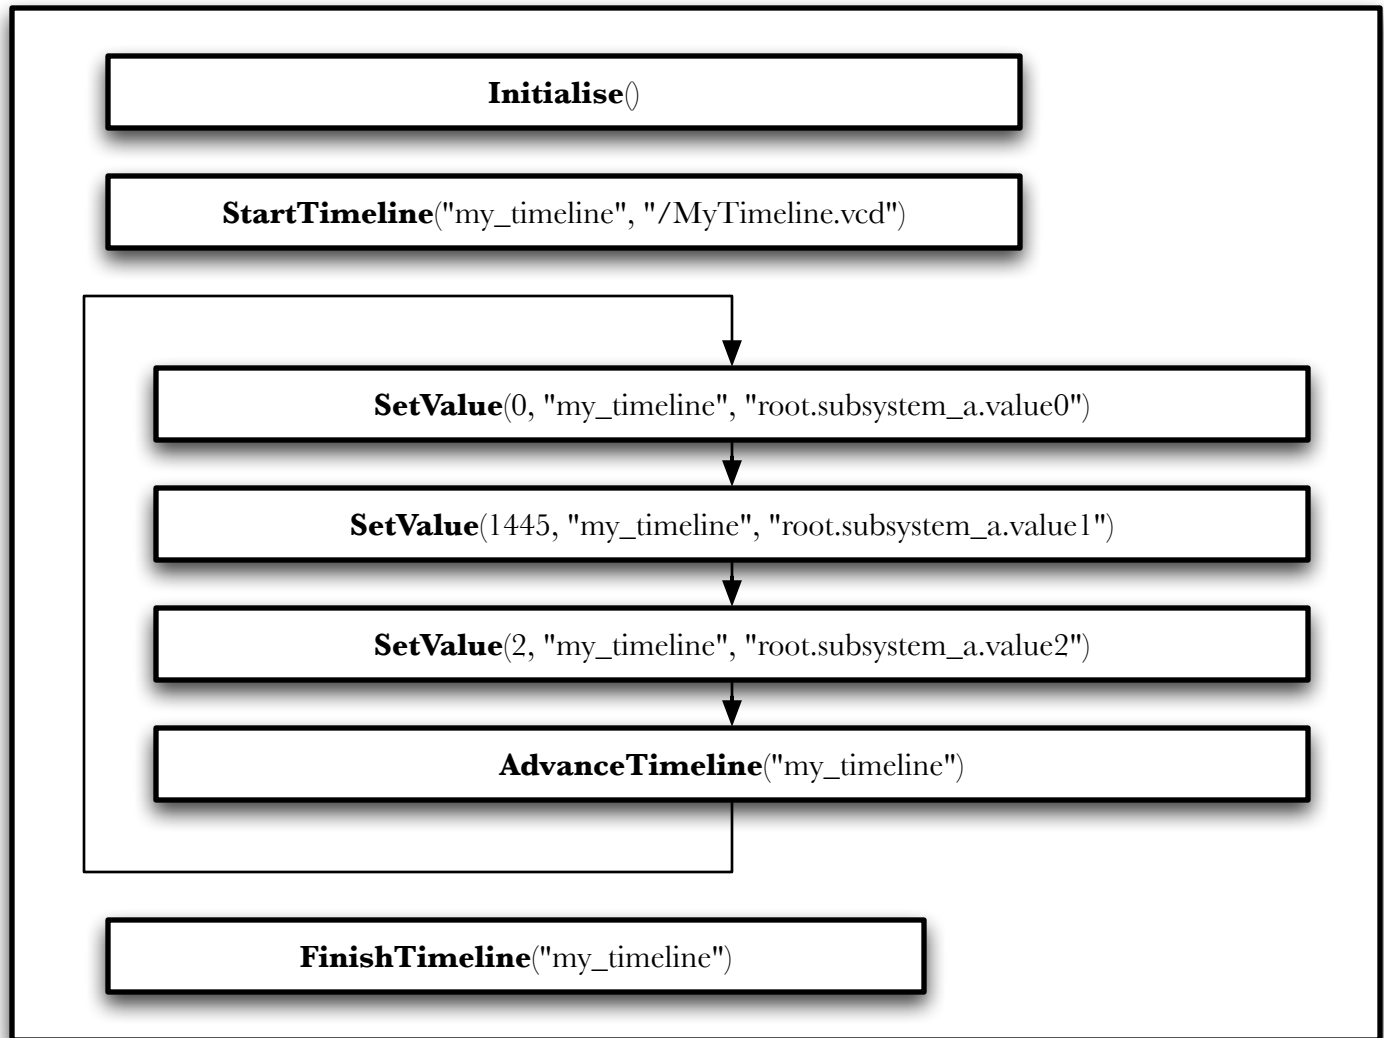 Initialise()
StartTimeline("my_timeline", "/MyTimeline.vcd")
SetValue(0, "my_timeline", "root.subsystem_a.value0")
SetValue(1445, "my_timeline", "root.subsystem_a.value1")
SetValue(2, "my_timeline", "root.subsystem_a.value2")
AdvanceTimeline("my_timeline")
FinishTimeline("my_timeline")